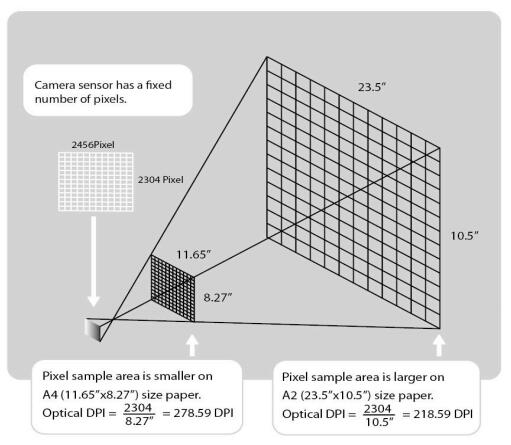 Camera sensor has a fixed
number of pixels.
2456Pixel
2304 Pixel
23.5"
10.5"
11.65"
8.27"
Pixel sample area is smaller on
A4 (11.65"x8.27") size paper.
Optical DPI = 2304 / 8.27" = 278.59 DPI
Pixel sample area is larger on
A2 (23.5"x10.5") size paper.
Optical DPI = 2304 / 10.5" = 218.59 DPI